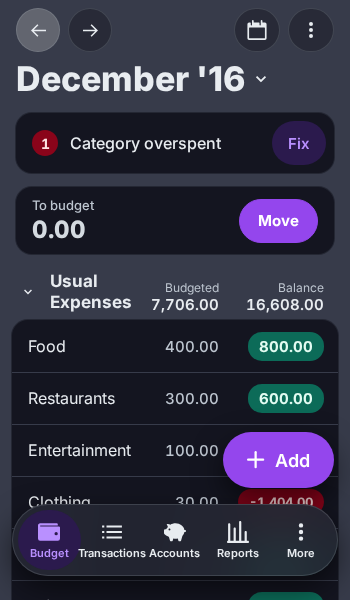 December '16
1 Category overspent Fix
To budget
0.00 Move
Usual
Expenses
Budgeted Balance
7,706.00 16,608.00
Food 400.00 800.00
Restaurants 300.00 600.00
Entertainment 100.00
+ Add
Clothing 30.00 -1,404.00
Budget Transactions Accounts Reports More